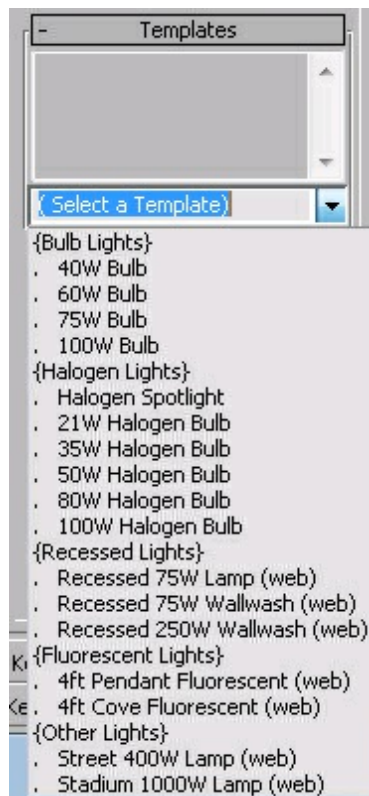 - Templates
( Select a Template)
{Bulb Lights}
. 40W Bulb
. 60W Bulb
. 75W Bulb
. 100W Bulb
{Halogen Lights}
. Halogen Spotlight
. 21W Halogen Bulb
. 35W Halogen Bulb
. 50W Halogen Bulb
. 80W Halogen Bulb
. 100W Halogen Bulb
{Recessed Lights}
. Recessed 75W Lamp (web)
. Recessed 75W Wallwash (web)
. Recessed 250W Wallwash (web)
{Fluorescent Lights}
. 4ft Pendant Fluorescent (web)
. 4ft Cove Fluorescent (web)
{Other Lights}
. Street 400W Lamp (web)
. Stadium 1000W Lamp (web)